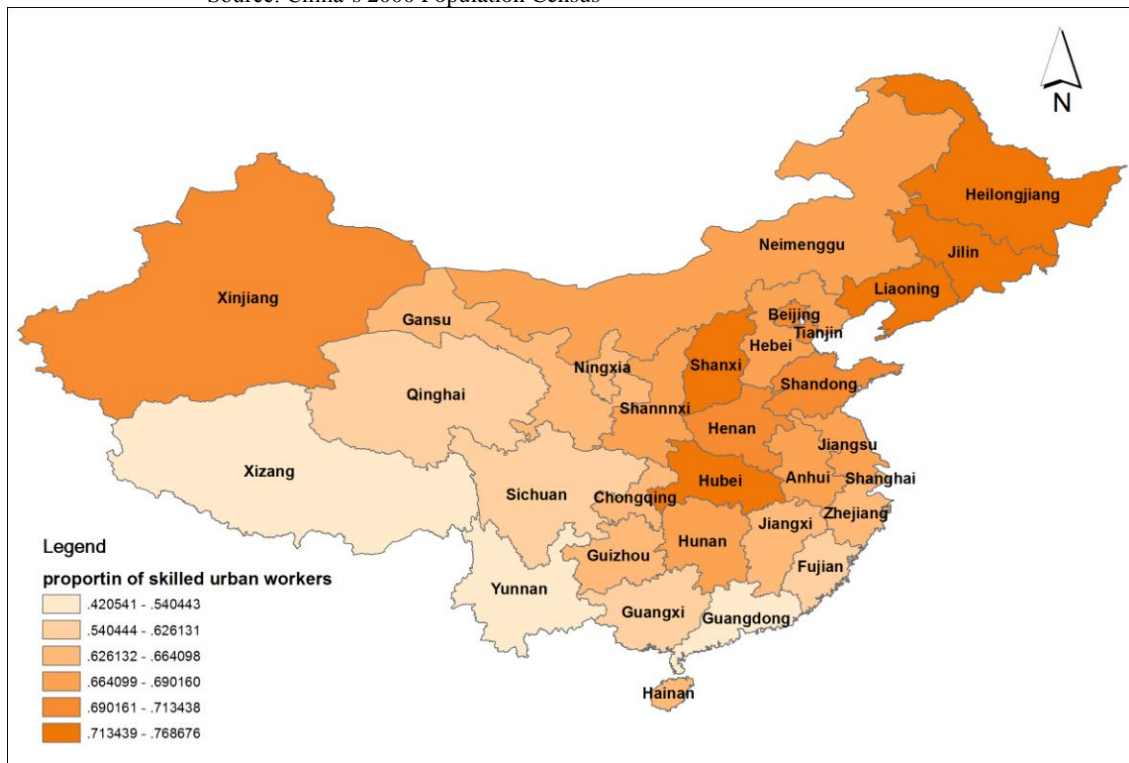 Source: China's 2000 Population Census
N
Heilongjiang
Neimenggu
Jilin
Xinjiang
Liaoning
Beijing
Gansu
Tianjin
Hebei
Ningxia
Shanxi
Shandong
Qinghai
Shannnxi
Henan
Jiangsu
Xizang
Hubei
Anhui
Shanghai
Sichuan
Chongqing
Zhejiang
Jiangxi
Hunan
Guizhou
Fujian
Yunnan
Guangxi
Guangdong
Hainan
Legend
proportin of skilled urban workers
.420541 - .540443
.540444 - .626131
.626132 - .664098
.664099 - .690160
.690161 - .713438
.713439 - .768676